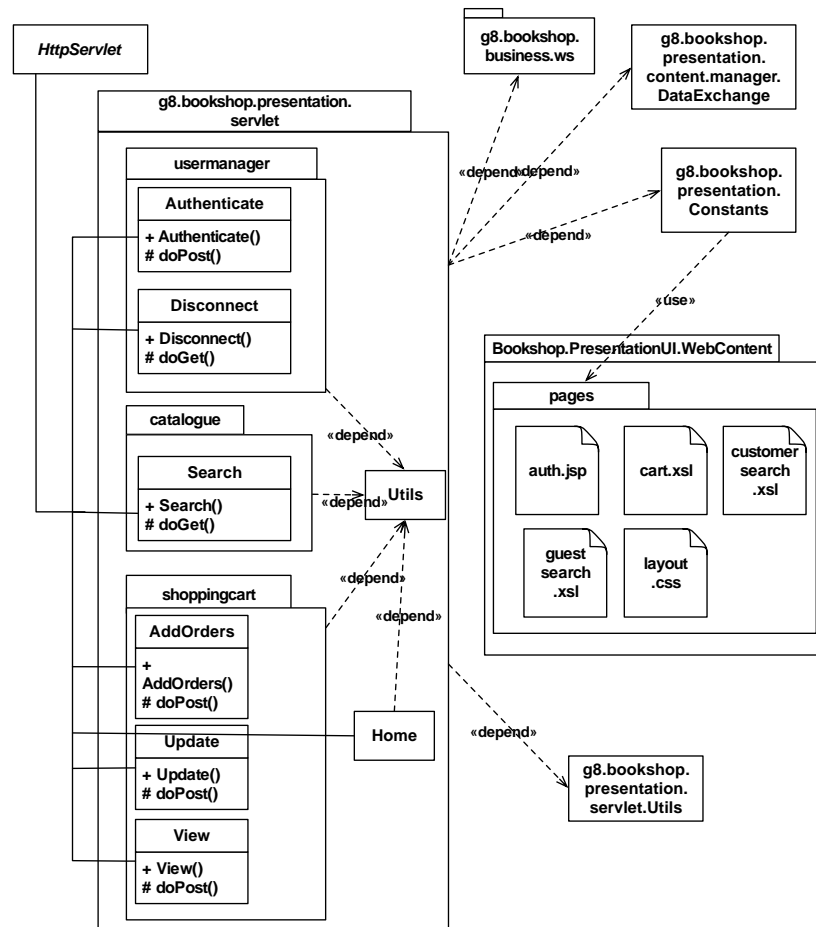 HttpServlet
g8.bookshop.
business.ws
g8.bookshop.
presentation.
content.manager.
DataExchange
g8.bookshop.presentation.
servlet
usermanager
Authenticate
+ Authenticate()
# doPost()
Disconnect
+ Disconnect()
# doGet()
«depend»
«depend»
g8.bookshop.
presentation.
Constants
«depend»
«use»
Bookshop.PresentationUI.WebContent
pages
auth.jsp
cart.xsl
customer
search
.xsl
guest
search
.xsl
layout
.css
catalogue
«depend»
Search
+ Search()
# doGet()
«depend»
Utils
shoppingcart
«depend»
«depend»
AddOrders
+
AddOrders()
# doPost()
Update
+ Update()
# doPost()
Home
View
+ View()
# doPost()
«depend»
g8.bookshop.
presentation.
servlet.Utils